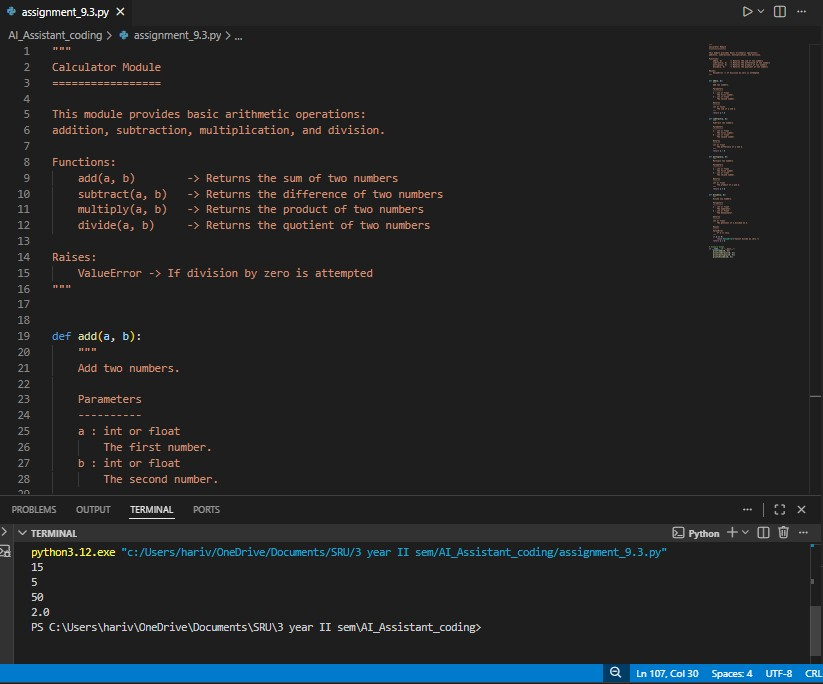 assignment_9.3.py
AI_Assistant_coding > assignment_9.3.py > ...
1 """
2 Calculator Module
3 =================
4
5 This module provides basic arithmetic operations:
6 addition, subtraction, multiplication, and division.
7
8 Functions:
9 add(a, b) -> Returns the sum of two numbers
10 subtract(a, b) -> Returns the difference of two numbers
11 multiply(a, b) -> Returns the product of two numbers
12 divide(a, b) -> Returns the quotient of two numbers
13
14 Raises:
15 ValueError -> If division by zero is attempted
16 """
17
18
19 def add(a, b):
20 """
21 Add two numbers.
22
23 Parameters
24 ----------
25 a : int or float
26 The first number.
27 b : int or float
28 The second number.
29
PROBLEMS OUTPUT TERMINAL PORTS
TERMINAL Python
python3.12.exe "c:/Users/hariv/OneDrive/Documents/SRU/3 year II sem/AI_Assistant_coding/assignment_9.3.py"
15
5
50
2.0
PS C:\Users\hariv\OneDrive\Documents\SRU\3 year II sem\AI_Assistant_coding>
Ln 107, Col 30 Spaces: 4 UTF-8 CRL